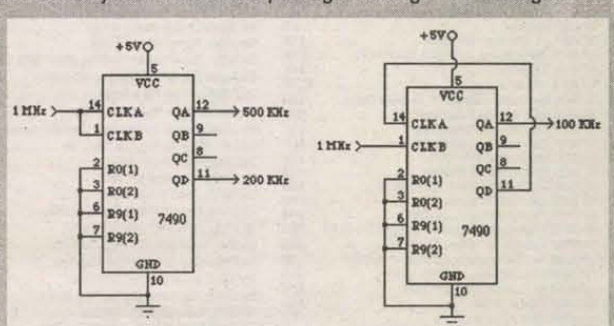 +5V
5
VCC
1 MHz
14
CLKA
QA
12
500 KHz
1
CLKB
QB
9
QC
8
2
R0(1)
QD
11
200 KHz
3
R0(2)
6
R9(1)
7490
7
R9(2)
GND
10
+5V
5
VCC
14
CLKA
QA
12
100 KHz
1 MHz
1
CLKB
QB
9
QC
8
2
R0(1)
QD
11
3
R0(2)
6
R9(1)
7490
7
R9(2)
GND
10